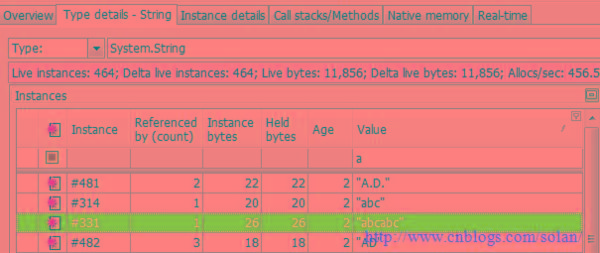 Overview Type details - String Instance details Call stacks/Methods Native memory Real-time
Type: System.String
Live instances: 464; Delta live instances: 464; Live bytes: 11,856; Delta live bytes: 11,856; Allocs/sec: 456.5
Instances
Instance Referenced by (count) Instance bytes Held bytes Age Value
a
#481 2 22 22 2 "A.D."
#314 1 20 20 2 "abc"
#331 2 26 26 2 "abcabc"
#482 3 18 18 2 "AD"
http://www.cnblogs.com/solan/